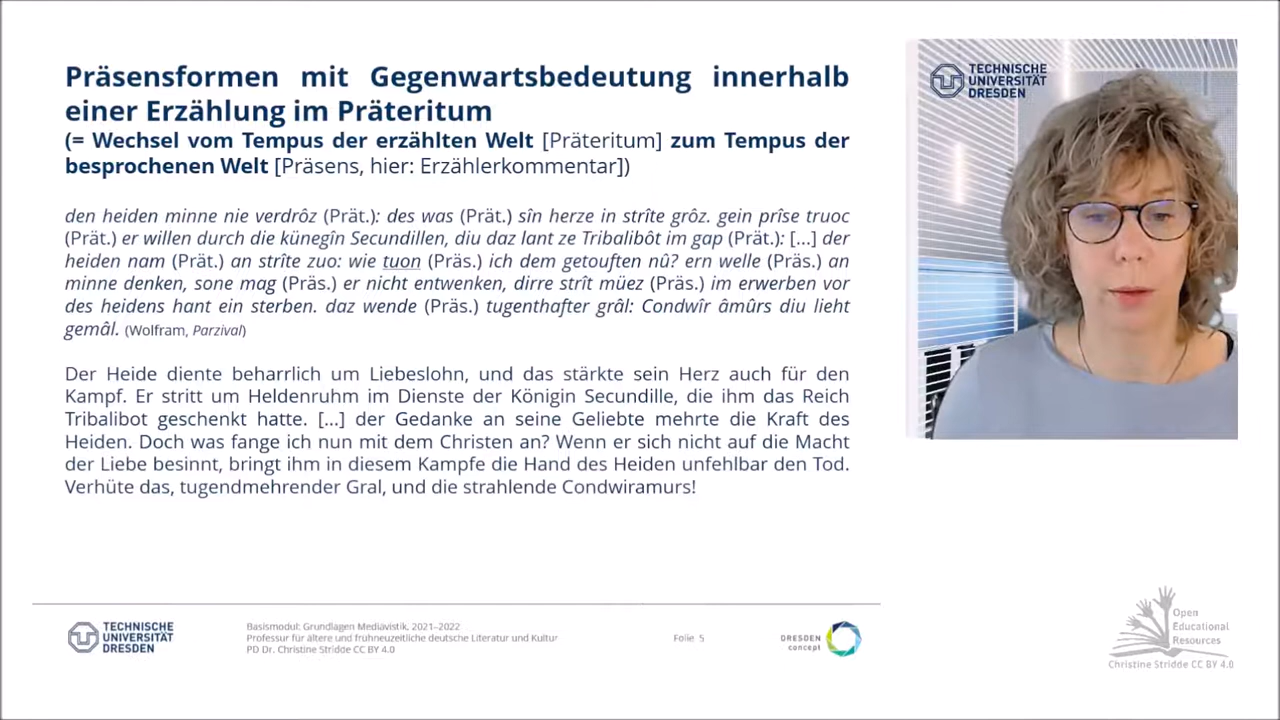 Präsensformen mit Gegenwartsbedeutung innerhalb
einer Erzählung im Präteritum
(= Wechsel vom Tempus der erzählten Welt [Präteritum] zum Tempus der
besprochenen Welt [Präsens, hier: Erzählerkommentar])
den heiden minne nie verdrôz (Prät.): des was (Prät.) sîn herze in strîte grôz. gein prîse truoc
(Prät.) er willen durch die künegîn Secundillen, diu daz lant ze Tribalibôt im gap (Prät.): [...] der
heiden nam (Prät.) an strîte zuo: wie tuon (Präs.) ich dem getouften nû? ern welle (Präs.) an
minne denken, sone mag (Präs.) er nicht entwenken, dirre strît müez (Präs.) im erwerben vor
des heidens hant ein sterben. daz wende (Präs.) tugenthafter grâl: Condwîr âmûrs diu lieht
gemâl. (Wolfram, Parzival)
Der Heide diente beharrlich um Liebeslohn, und das stärkte sein Herz auch für den
Kampf. Er stritt um Heldenruhm im Dienste der Königin Secundille, die ihm das Reich
Tribalibot geschenkt hatte. [...] der Gedanke an seine Geliebte mehrte die Kraft des
Heiden. Doch was fange ich nun mit dem Christen an? Wenn er sich nicht auf die Macht
der Liebe besinnt, bringt ihm in diesem Kampfe die Hand des Heiden unfehlbar den Tod.
Verhüte das, tugendmehrender Gral, und die strahlende Condwiramurs!
TECHNISCHE
UNIVERSITÄT
DRESDEN
TECHNISCHE
UNIVERSITÄT
DRESDEN
Basismodul: Grundlagen Mediävistik, 2021–2022
Professur für ältere und frühneuzeitliche deutsche Literatur und Kultur
PD Dr. Christine Stridde CC BY 4.0
Folie 5
DRESDEN
concept
Open
Educational
Resources
Christine Stridde CC BY 4.0